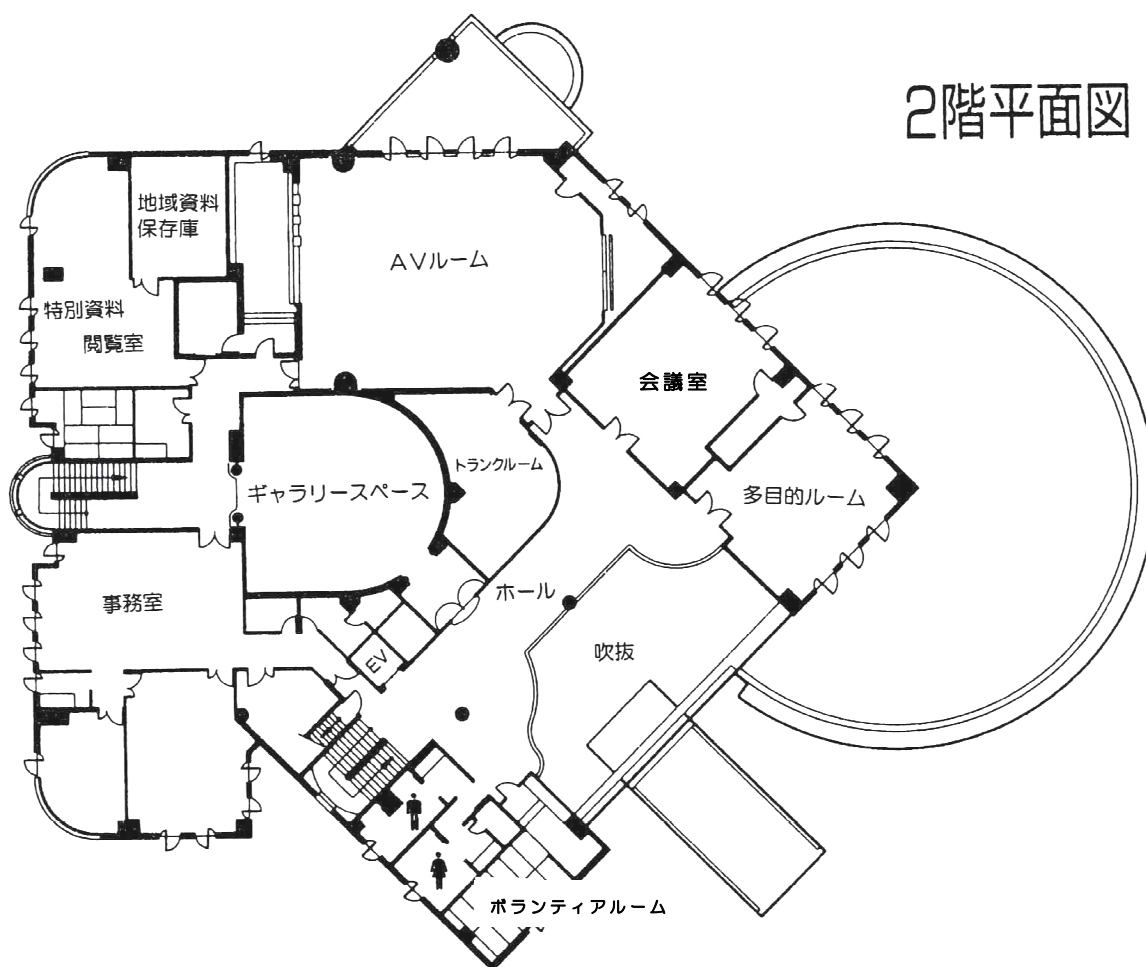 2階平面図
地域資料
保存庫
AVルーム
特別資料
閲覧室
会議室
トランクルーム
ギャラリースペース
多目的ルーム
ホール
事務室
吹抜
EV
ボランティアルーム